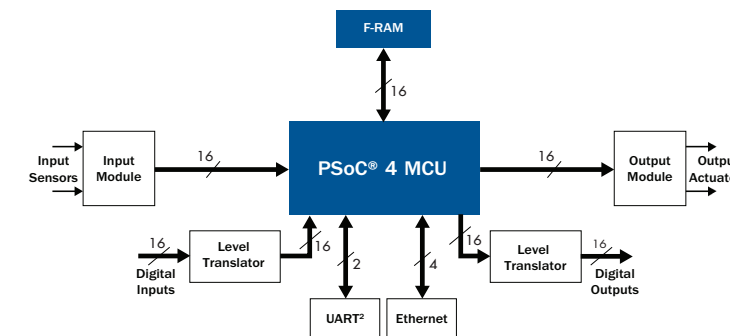 F-RAM
16
PSoC® 4 MCU
16
16
Input
Sensors
Input
Module
Output
Module
16
Digital
Inputs
Level
Translator
16
2
4
16
Level
Translator
16
Digital
Outputs
UART²
Ethernet